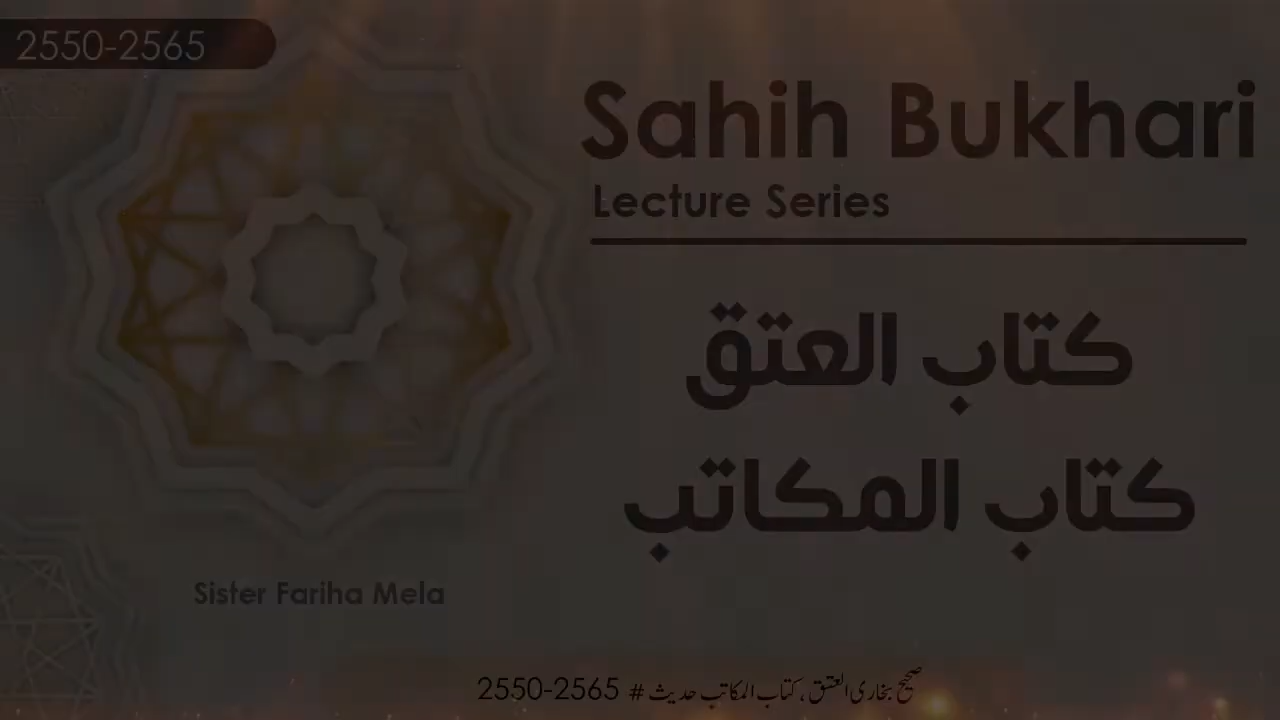 2550-2565
Sahih Bukhari
Lecture Series
كتاب العتق
كتاب المكاتب
Sister Fariha Mela
صحیح بخاری العتق، کتاب المکاتب حدیث # 2550-2565